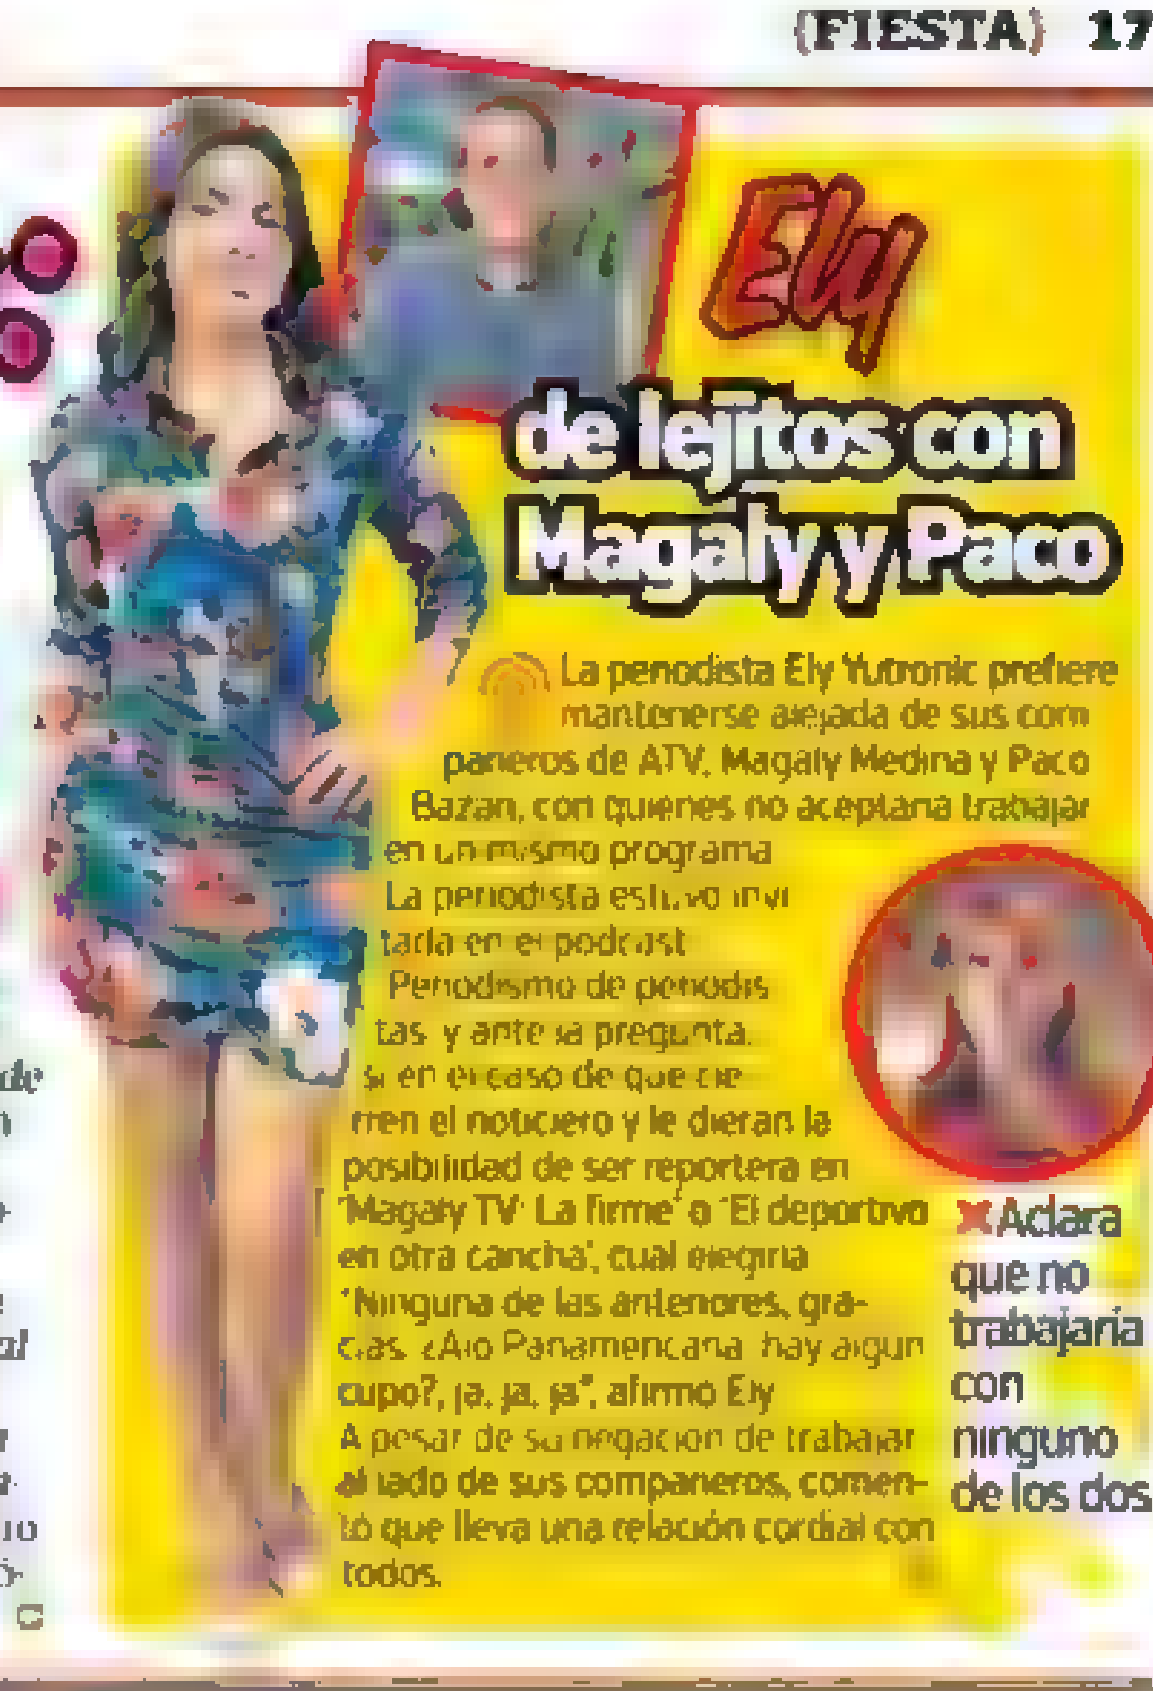 (FIESTA) 17
Ely
de lejitos con
Magaly y Paco
La periodista Ely Yutronic prefiere
mantenerse alejada de sus com
pañeros de ATV, Magaly Medina y Paco
Bazán, con quienes no aceptaría trabajar
en un mismo programa
La periodista estuvo invi
tada en el podcast
Periodismo de periodis
tas y ante la pregunta,
si en el caso de que cie
rren el noticiero y le dieran la
posibilidad de ser reportera en
'Magaly TV La firme' o 'El deportivo
en otra cancha', cuál elegiría
"Ninguna de las anteriores, gra-
cias. ¿Aló Panamericana hay algún
cupo?, ja, ja, ja", afirmó Ely
A pesar de su negación de trabajar
al lado de sus compañeros, comen-
tó que lleva una relación cordial con
todos.
X Aclara
que no
trabajaría
con
ninguno
de los dos